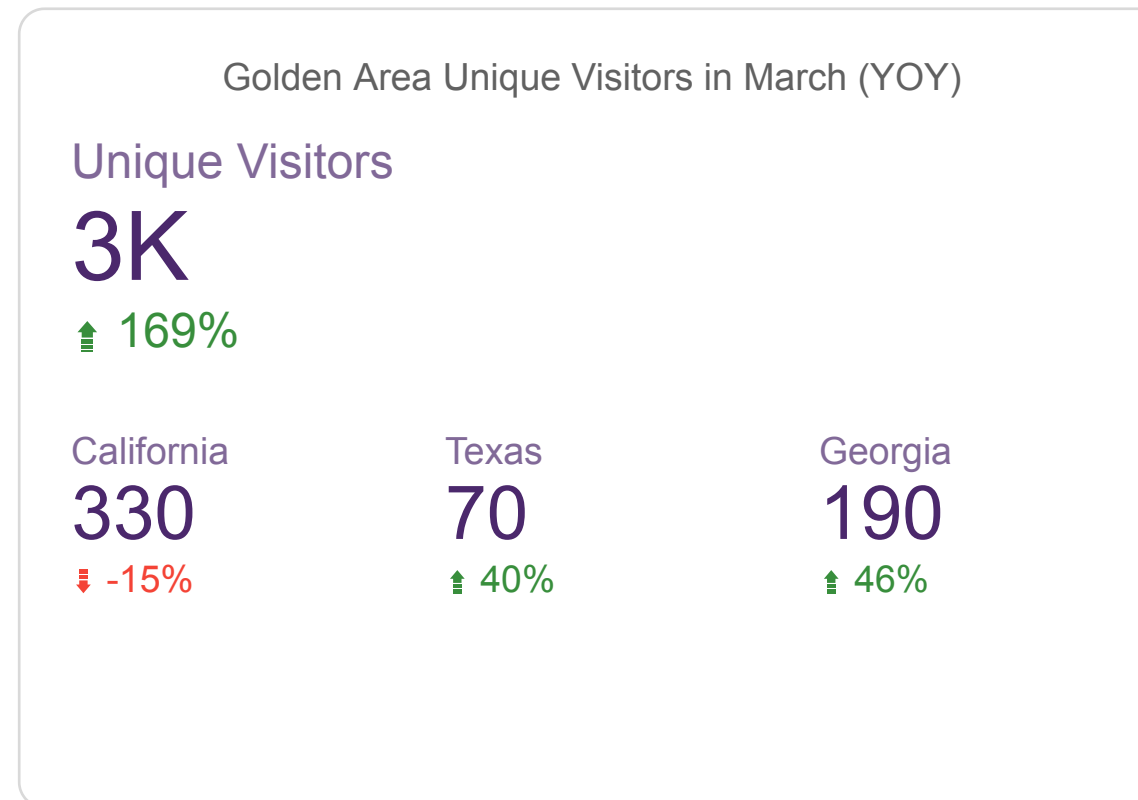 Golden Area Unique Visitors in March (YOY)
Unique Visitors
3K
169%
California
330
-15%
Texas
70
40%
Georgia
190
46%